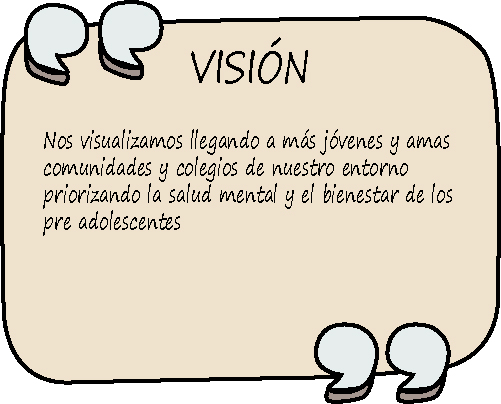 VISIÓN
Nos visualizamos llegando a más jóvenes y amas
comunidades y colegios de nuestro entorno
priorizando la salud mental y el bienestar de los
pre adolescentes